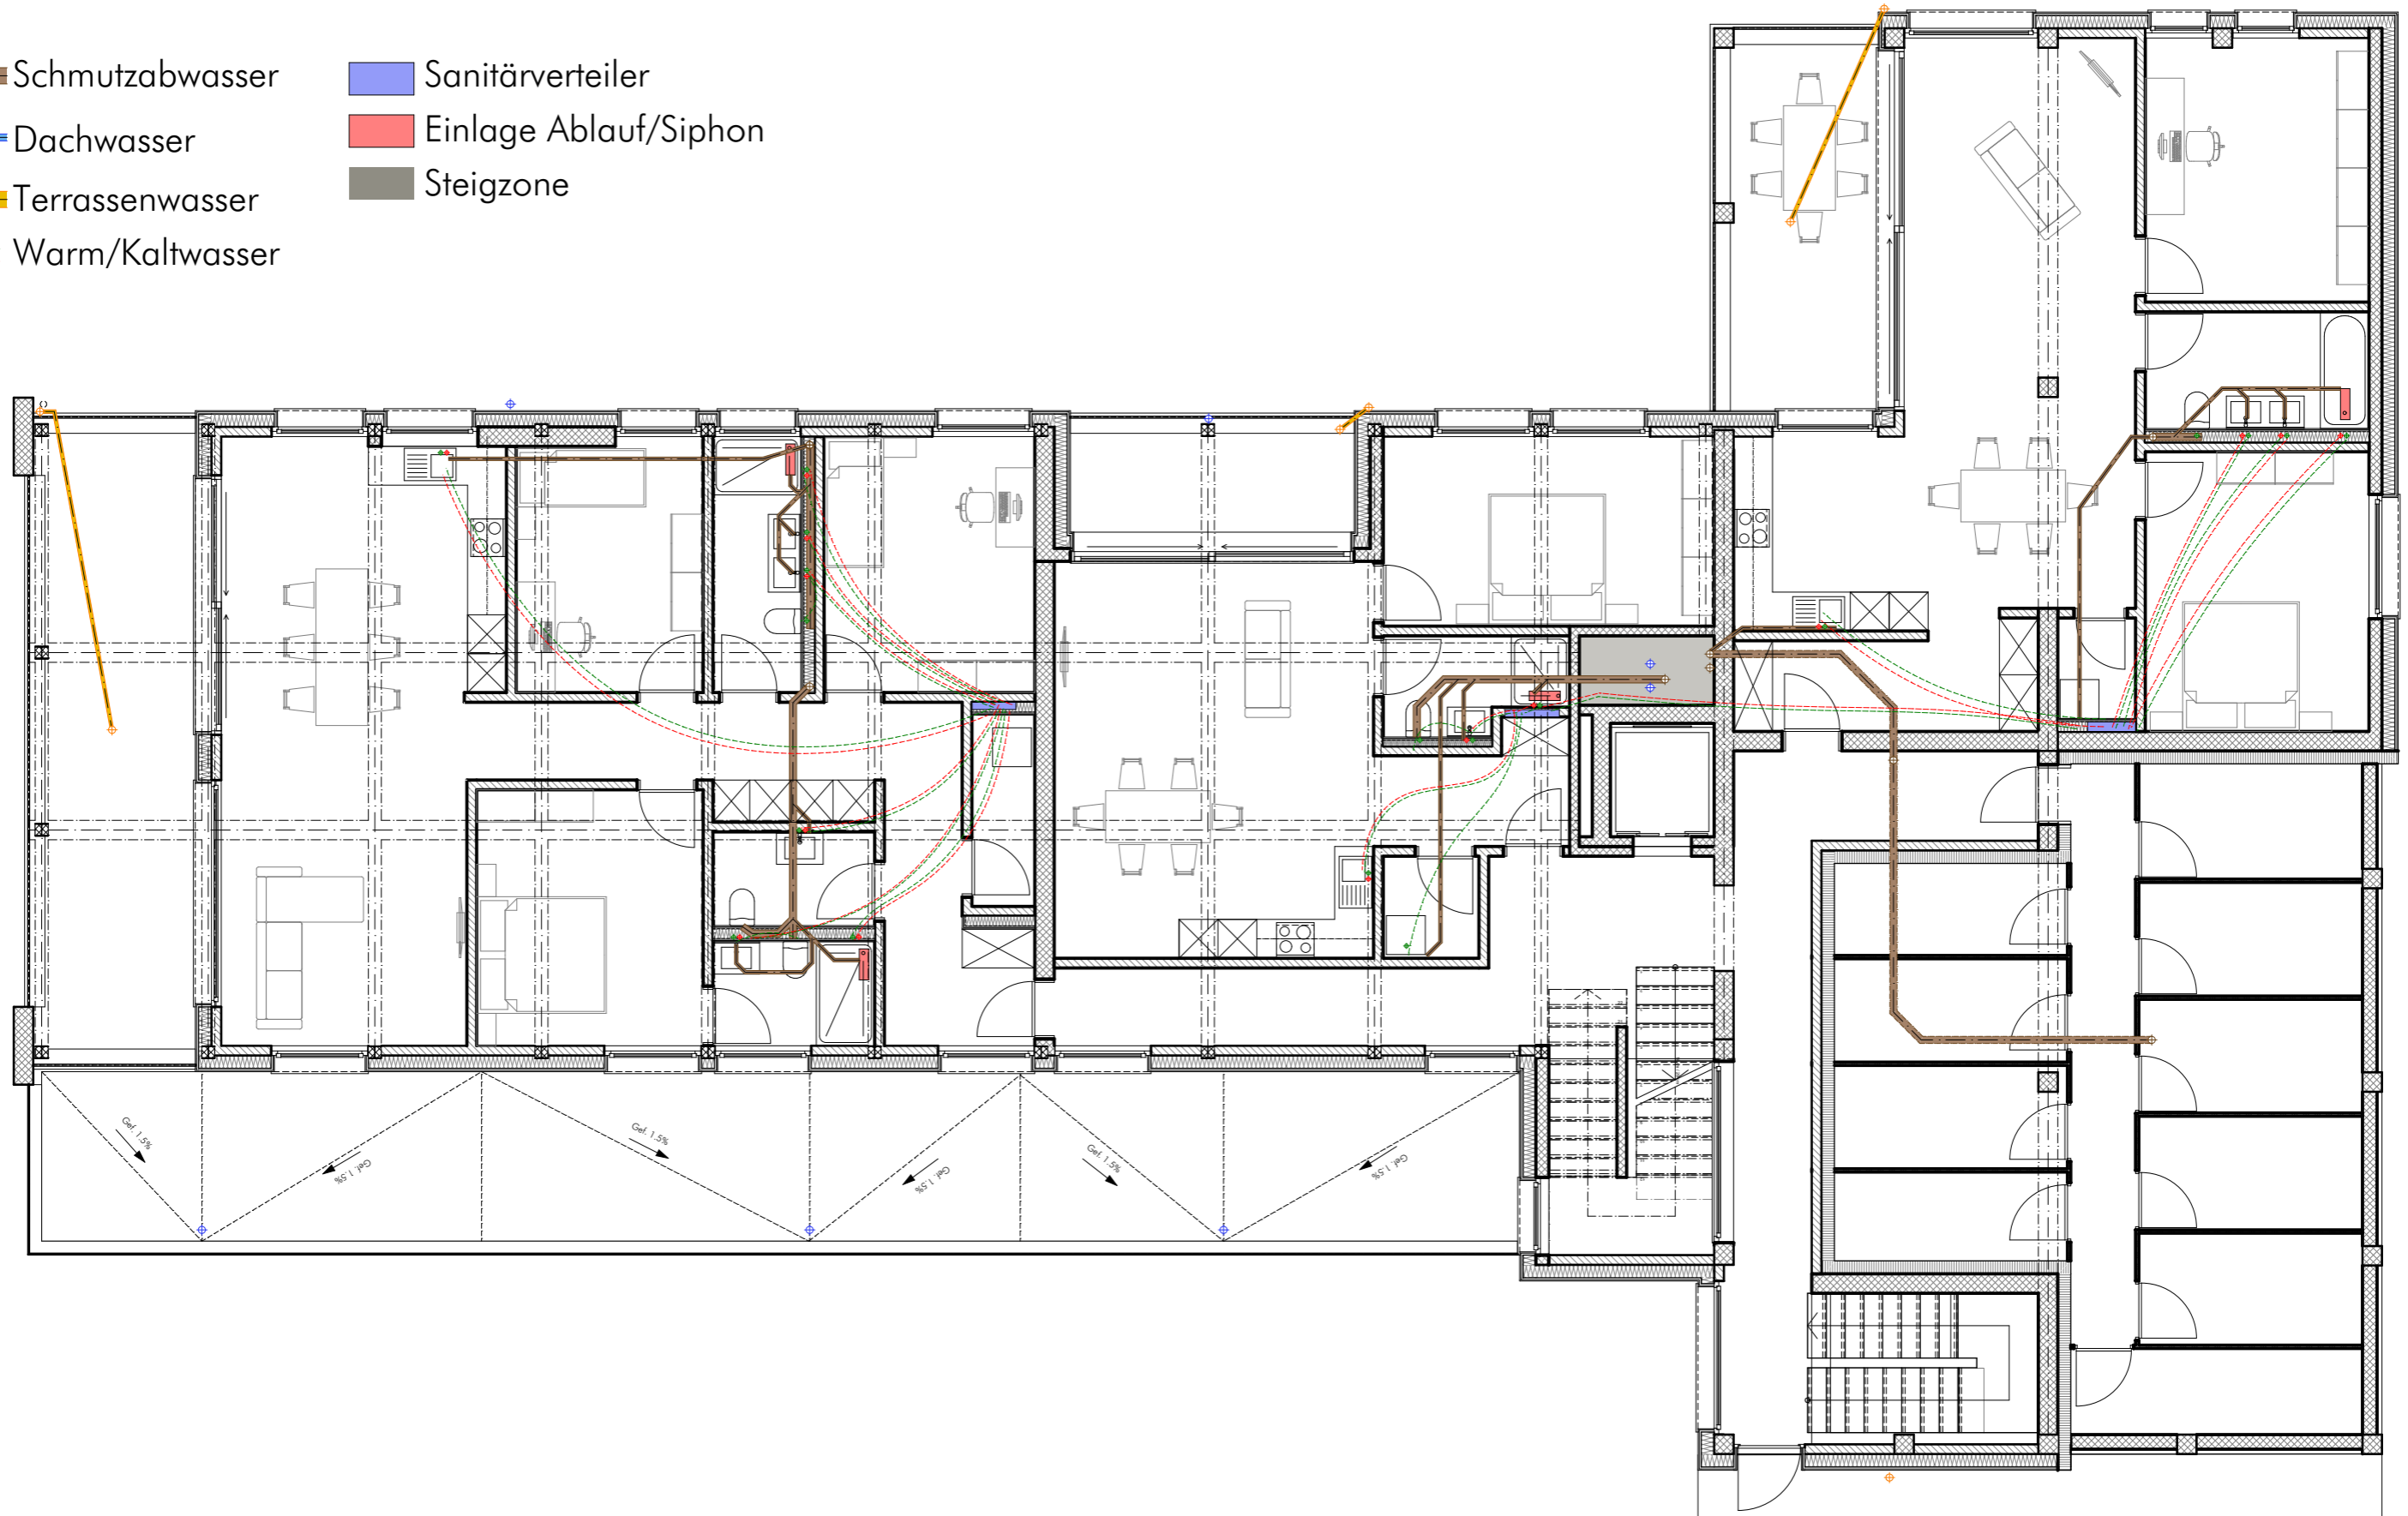 Schmutzabwasser
Dachwasser
Terrassenwasser
Warm/Kaltwasser
Sanitärverteiler
Einlage Ablauf/Siphon
Steigzone
Gef. 1.5%
Gef. 1.5%
Gef. 1.5%
Gef. 1.5%
Gef. 1.5%
Gef. 1.5%